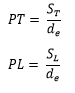 PT = S_T / d_e
PL = S_L / d_e